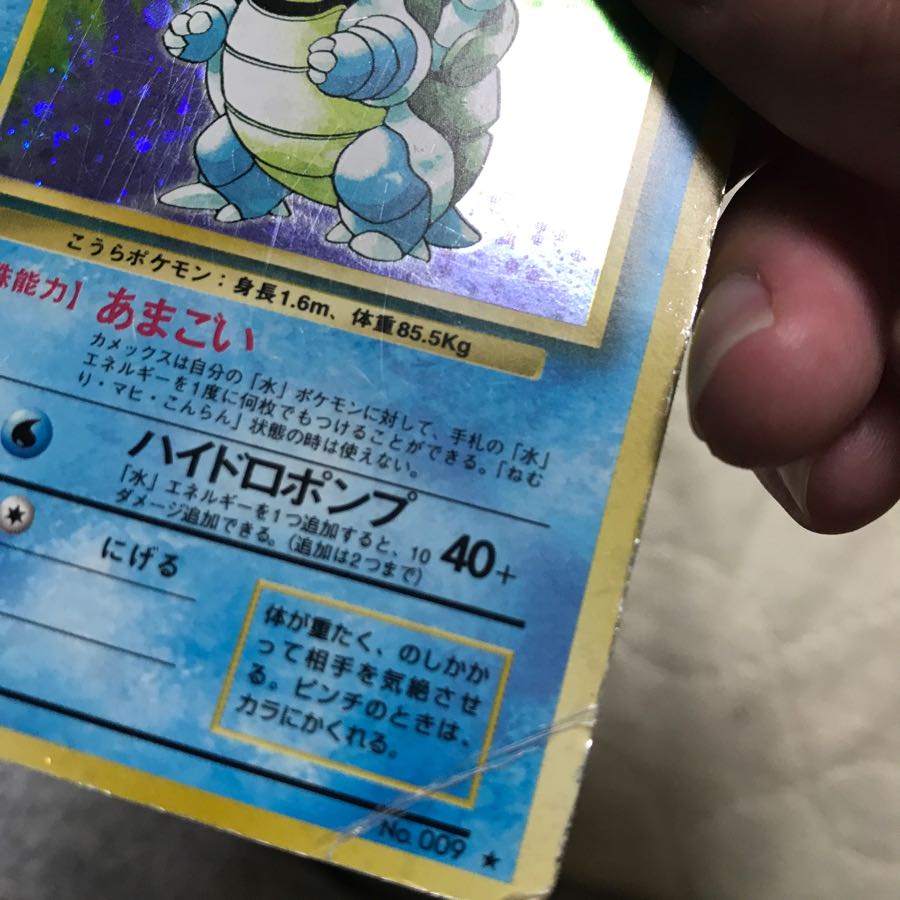 こうらポケモン：身長1.6m、体重85.5Kg
殊能力】 あまごい
カメックスは自分の「水」ポケモンに対して、手札の「水」
エネルギーを1度に何枚でもつけることができる。「ねむ
り・マヒ・こんらん」状態の時は使えない。
ハイドロポンプ
「水」エネルギーを1つ追加すると、10
ダメージ追加できる。（追加は2つまで）
40+
にげる
体が重たく、のしかか
って相手を気絶させ
る。ピンチのときは、
カラにかくれる。
No. 009 ★